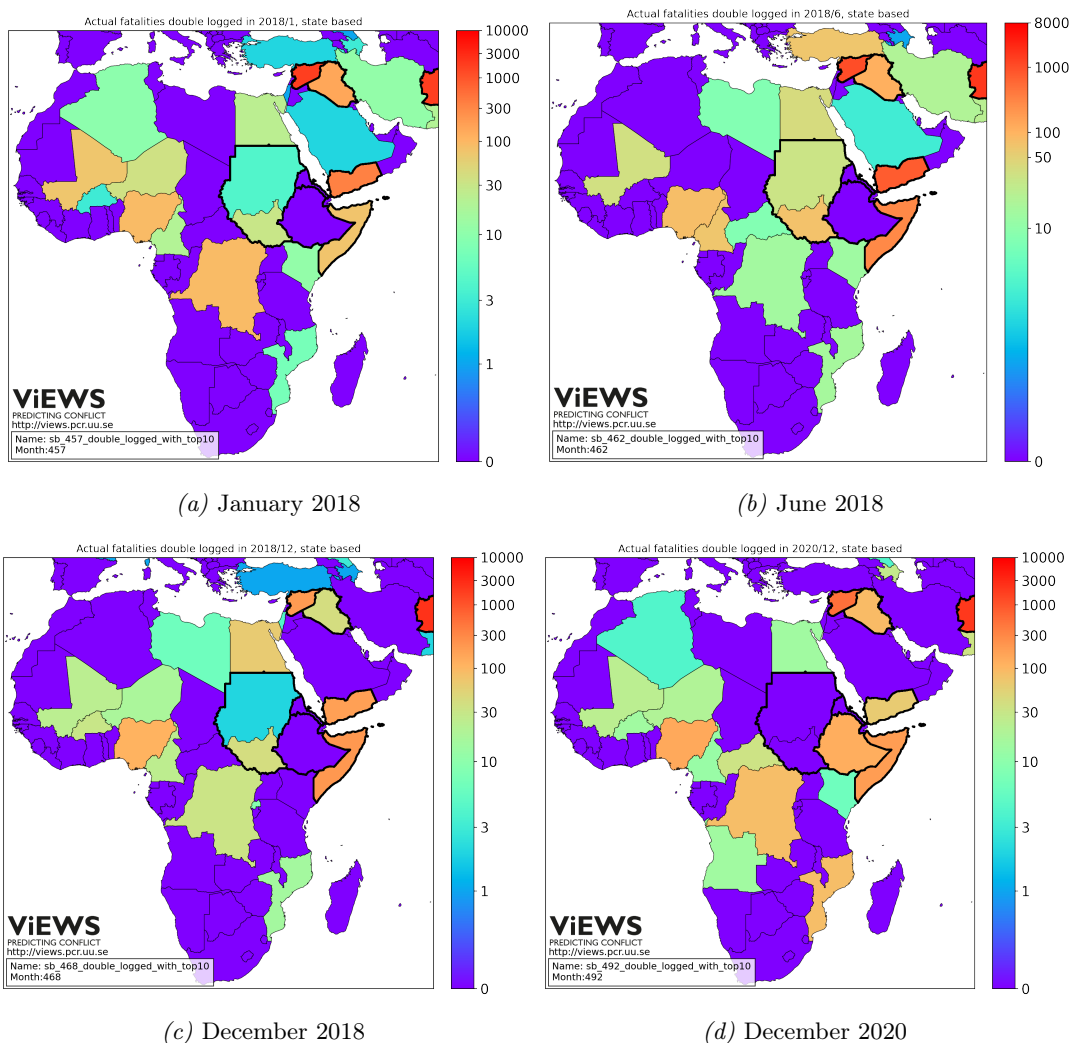 Actual fatalities double logged in 2018/1, state based
10000
3000
1000
300
100
30
10
3
1
0
ViEWS
PREDICTING CONFLICT
http://views.pcr.uu.se
Name: sb_457_double_logged_with_top10
Month:457
(a) January 2018
Actual fatalities double logged in 2018/6, state based
8000
1000
100
50
10
0
ViEWS
PREDICTING CONFLICT
http://views.pcr.uu.se
Name: sb_462_double_logged_with_top10
Month:462
(b) June 2018
Actual fatalities double logged in 2018/12, state based
10000
3000
1000
300
100
30
10
3
1
0
ViEWS
PREDICTING CONFLICT
http://views.pcr.uu.se
Name: sb_468_double_logged_with_top10
Month:468
(c) December 2018
Actual fatalities double logged in 2020/12, state based
10000
3000
1000
300
100
30
10
3
1
0
ViEWS
PREDICTING CONFLICT
http://views.pcr.uu.se
Name: sb_492_double_logged_with_top10
Month:492
(d) December 2020